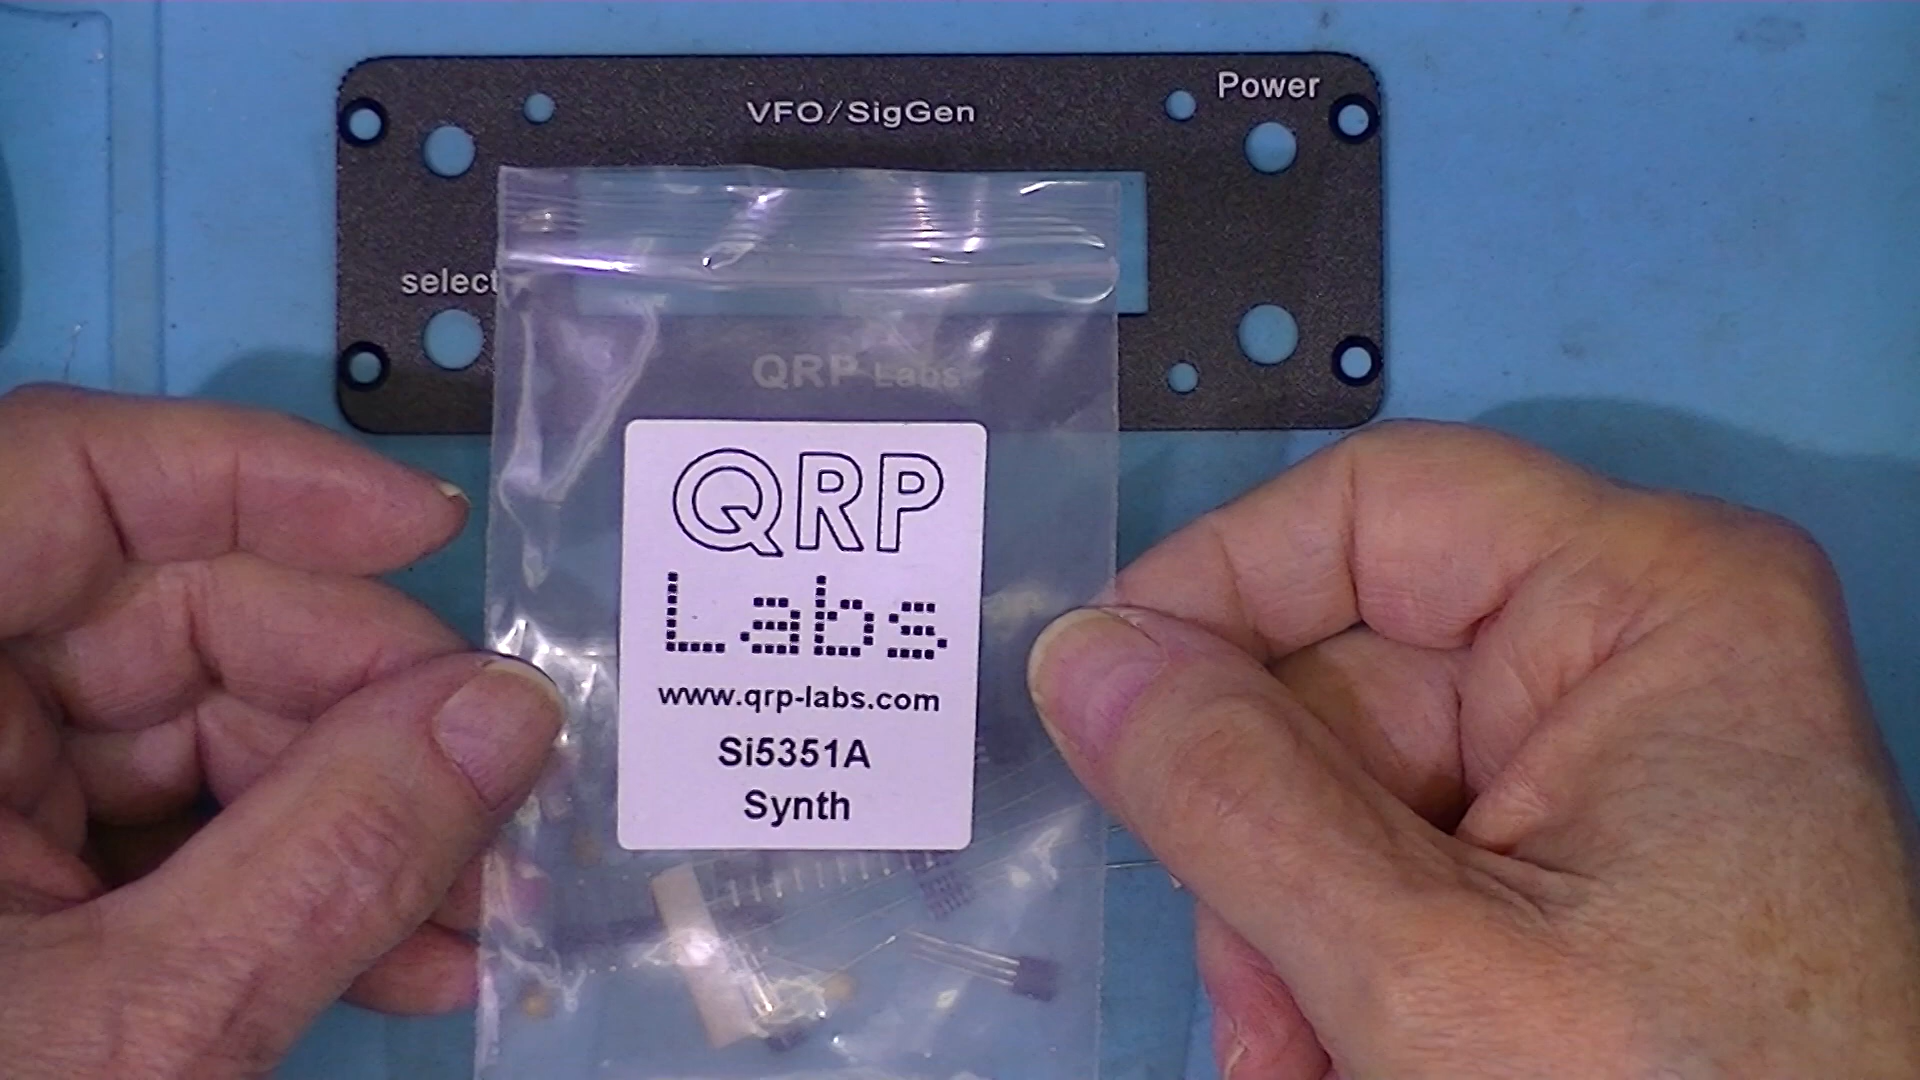 Power
VFO/SigGen
select
QRP Labs
QRP
Labs
www.qrp-labs.com
Si5351A
Synth